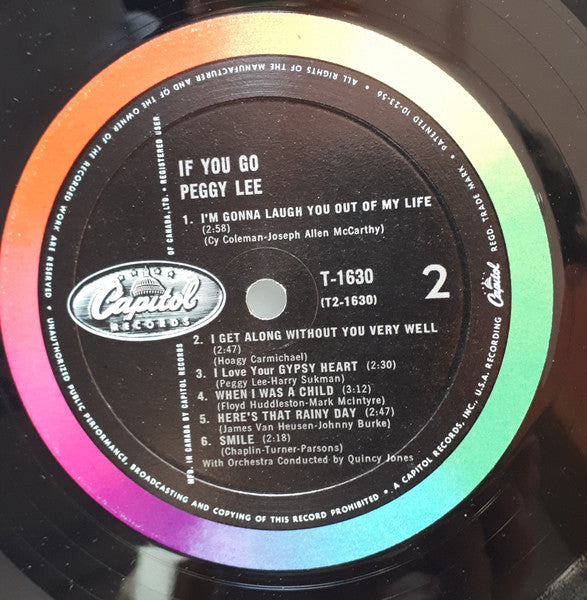 IF YOU GO
PEGGY LEE
1. I'M GONNA LAUGH YOU OUT OF MY LIFE
(2:58)
(Cy Coleman-Joseph Allen McCarthy)
Capitol
RECORDS
T-1630
(T2-1630)
2
2. I GET ALONG WITHOUT YOU VERY WELL
(2:47)
(Hoagy Carmichael)
3. I Love Your GYPSY HEART (2:30)
(Peggy Lee-Harry Sukman)
4. WHEN I WAS A CHILD (3:12)
(Floyd Huddleston-Mark McIntyre)
5. HERE'S THAT RAINY DAY (2:47)
(James Van Heusen-Johnny Burke)
6. SMILE (2:18)
(Chaplin-Turner-Parsons)
With Orchestra Conducted by Quincy Jones
MFD. IN CANADA BY CAPITOL RECORDS OF CANADA, LTD. • REGISTERED USER
ALL RIGHTS OF THE MANUFACTURER AND OF THE OWNER OF THE RECORDED WORK ARE RESERVED • UNAUTHORIZED PUBLIC PERFORMANCE, BROADCASTING AND COPYING OF THIS RECORD PROHIBITED • A CAPITOL RECORDS, INC., U.S.A. RECORDING
Capitol REGD. TRADE MARK • PATENTED 10-23-56 •